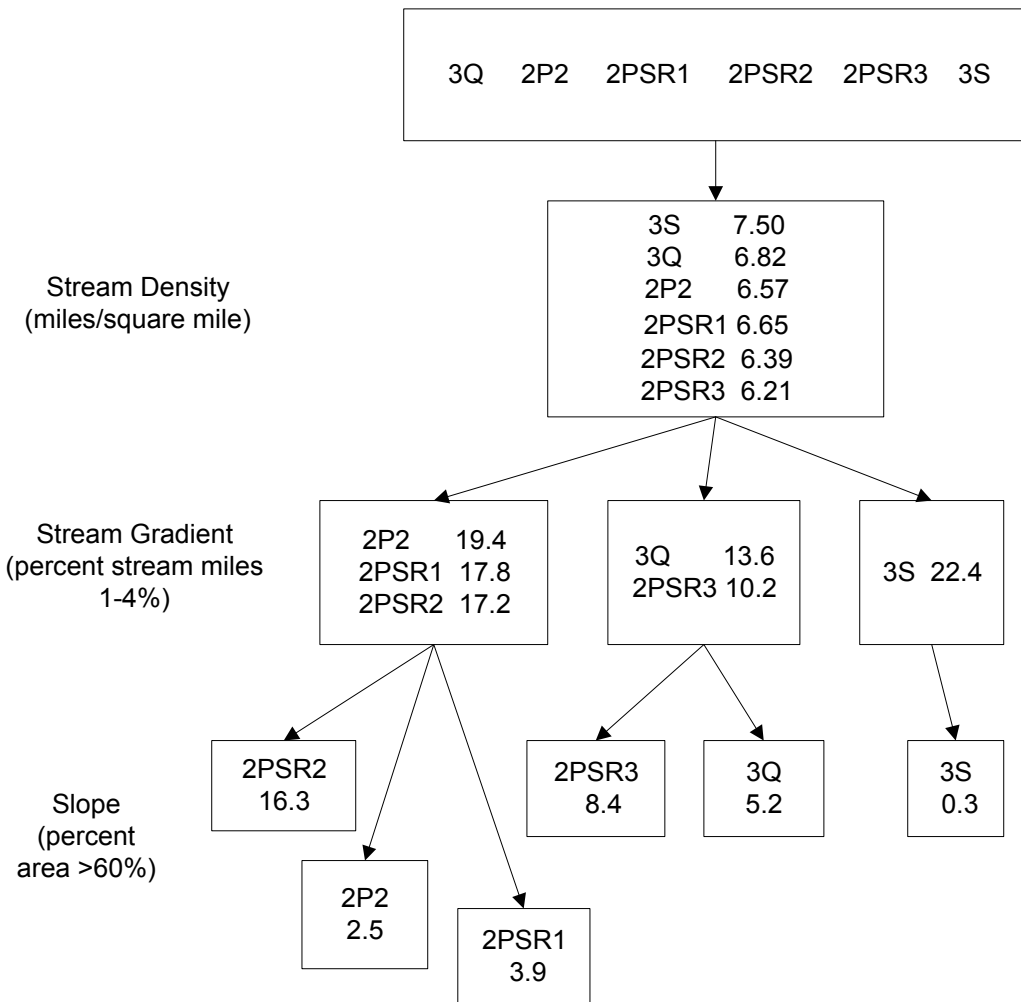 3Q 2P2 2PSR1 2PSR2 2PSR3 3S
Stream Density
(miles/square mile)
3S 7.50
3Q 6.82
2P2 6.57
2PSR1 6.65
2PSR2 6.39
2PSR3 6.21
Stream Gradient
(percent stream miles
1-4%)
2P2 19.4
2PSR1 17.8
2PSR2 17.2
3Q 13.6
2PSR3 10.2
3S 22.4
Slope
(percent
area >60%)
2PSR2
16.3
2P2
2.5
2PSR1
3.9
2PSR3
8.4
3Q
5.2
3S
0.3